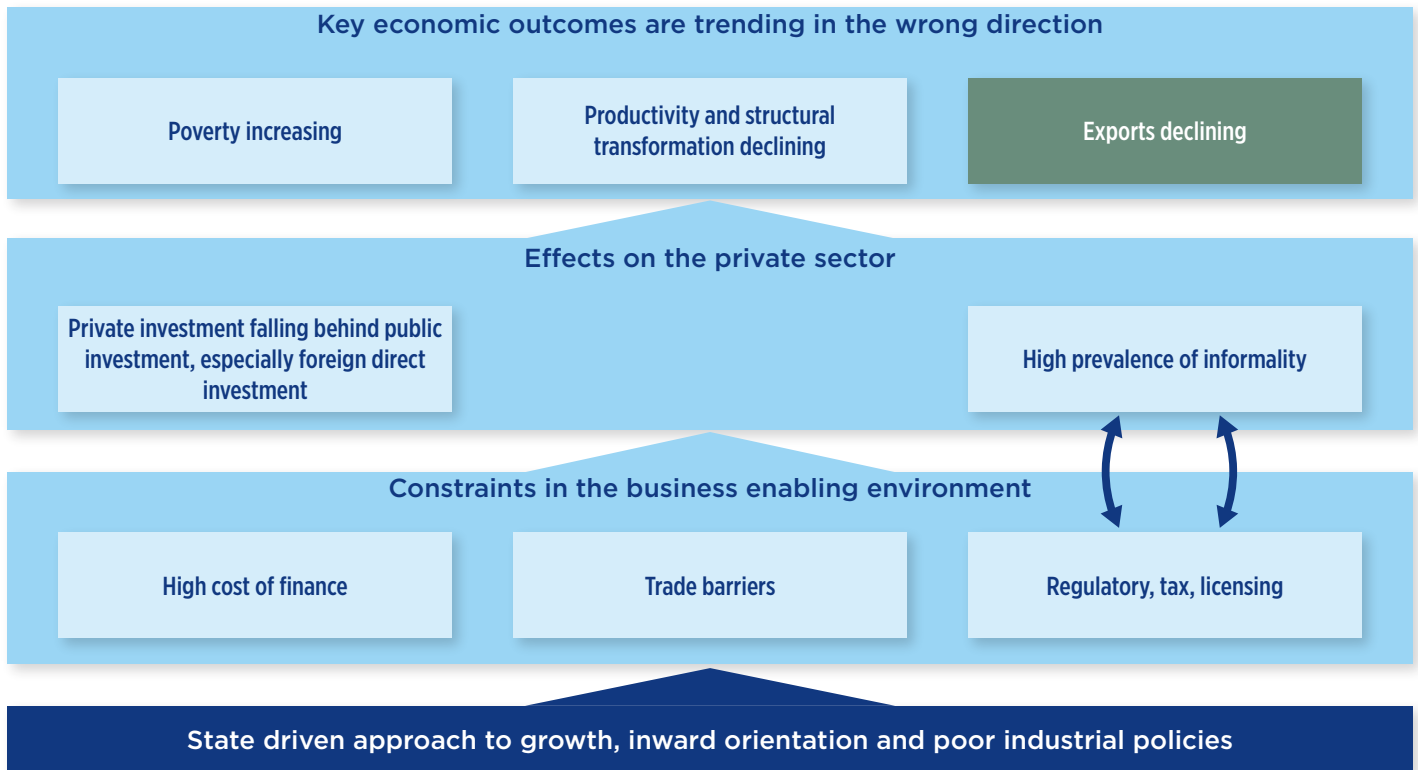 Key economic outcomes are trending in the wrong direction
Poverty increasing
Productivity and structural
transformation declining
Exports declining
Effects on the private sector
Private investment falling behind public
investment, especially foreign direct
investment
High prevalence of informality
Constraints in the business enabling environment
High cost of finance
Trade barriers
Regulatory, tax, licensing
State driven approach to growth, inward orientation and poor industrial policies